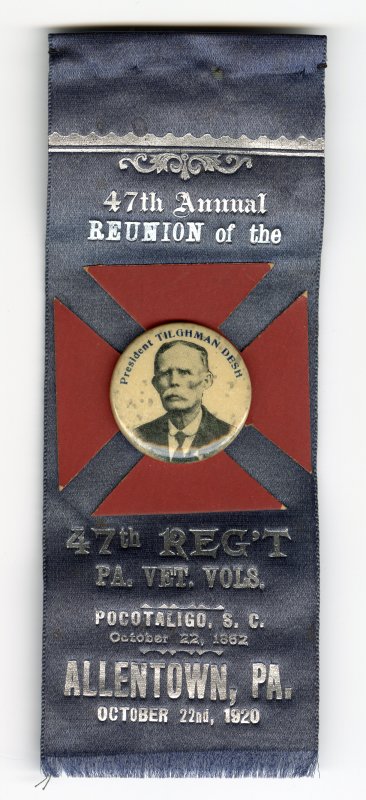 47th Annual
REUNION of the
President TILGHMAN DESH
47th REG'T
PA. VET. VOLS.
POCOTALIGO, S. C.
October 22, 1862
ALLENTOWN, PA.
OCTOBER 22nd, 1920